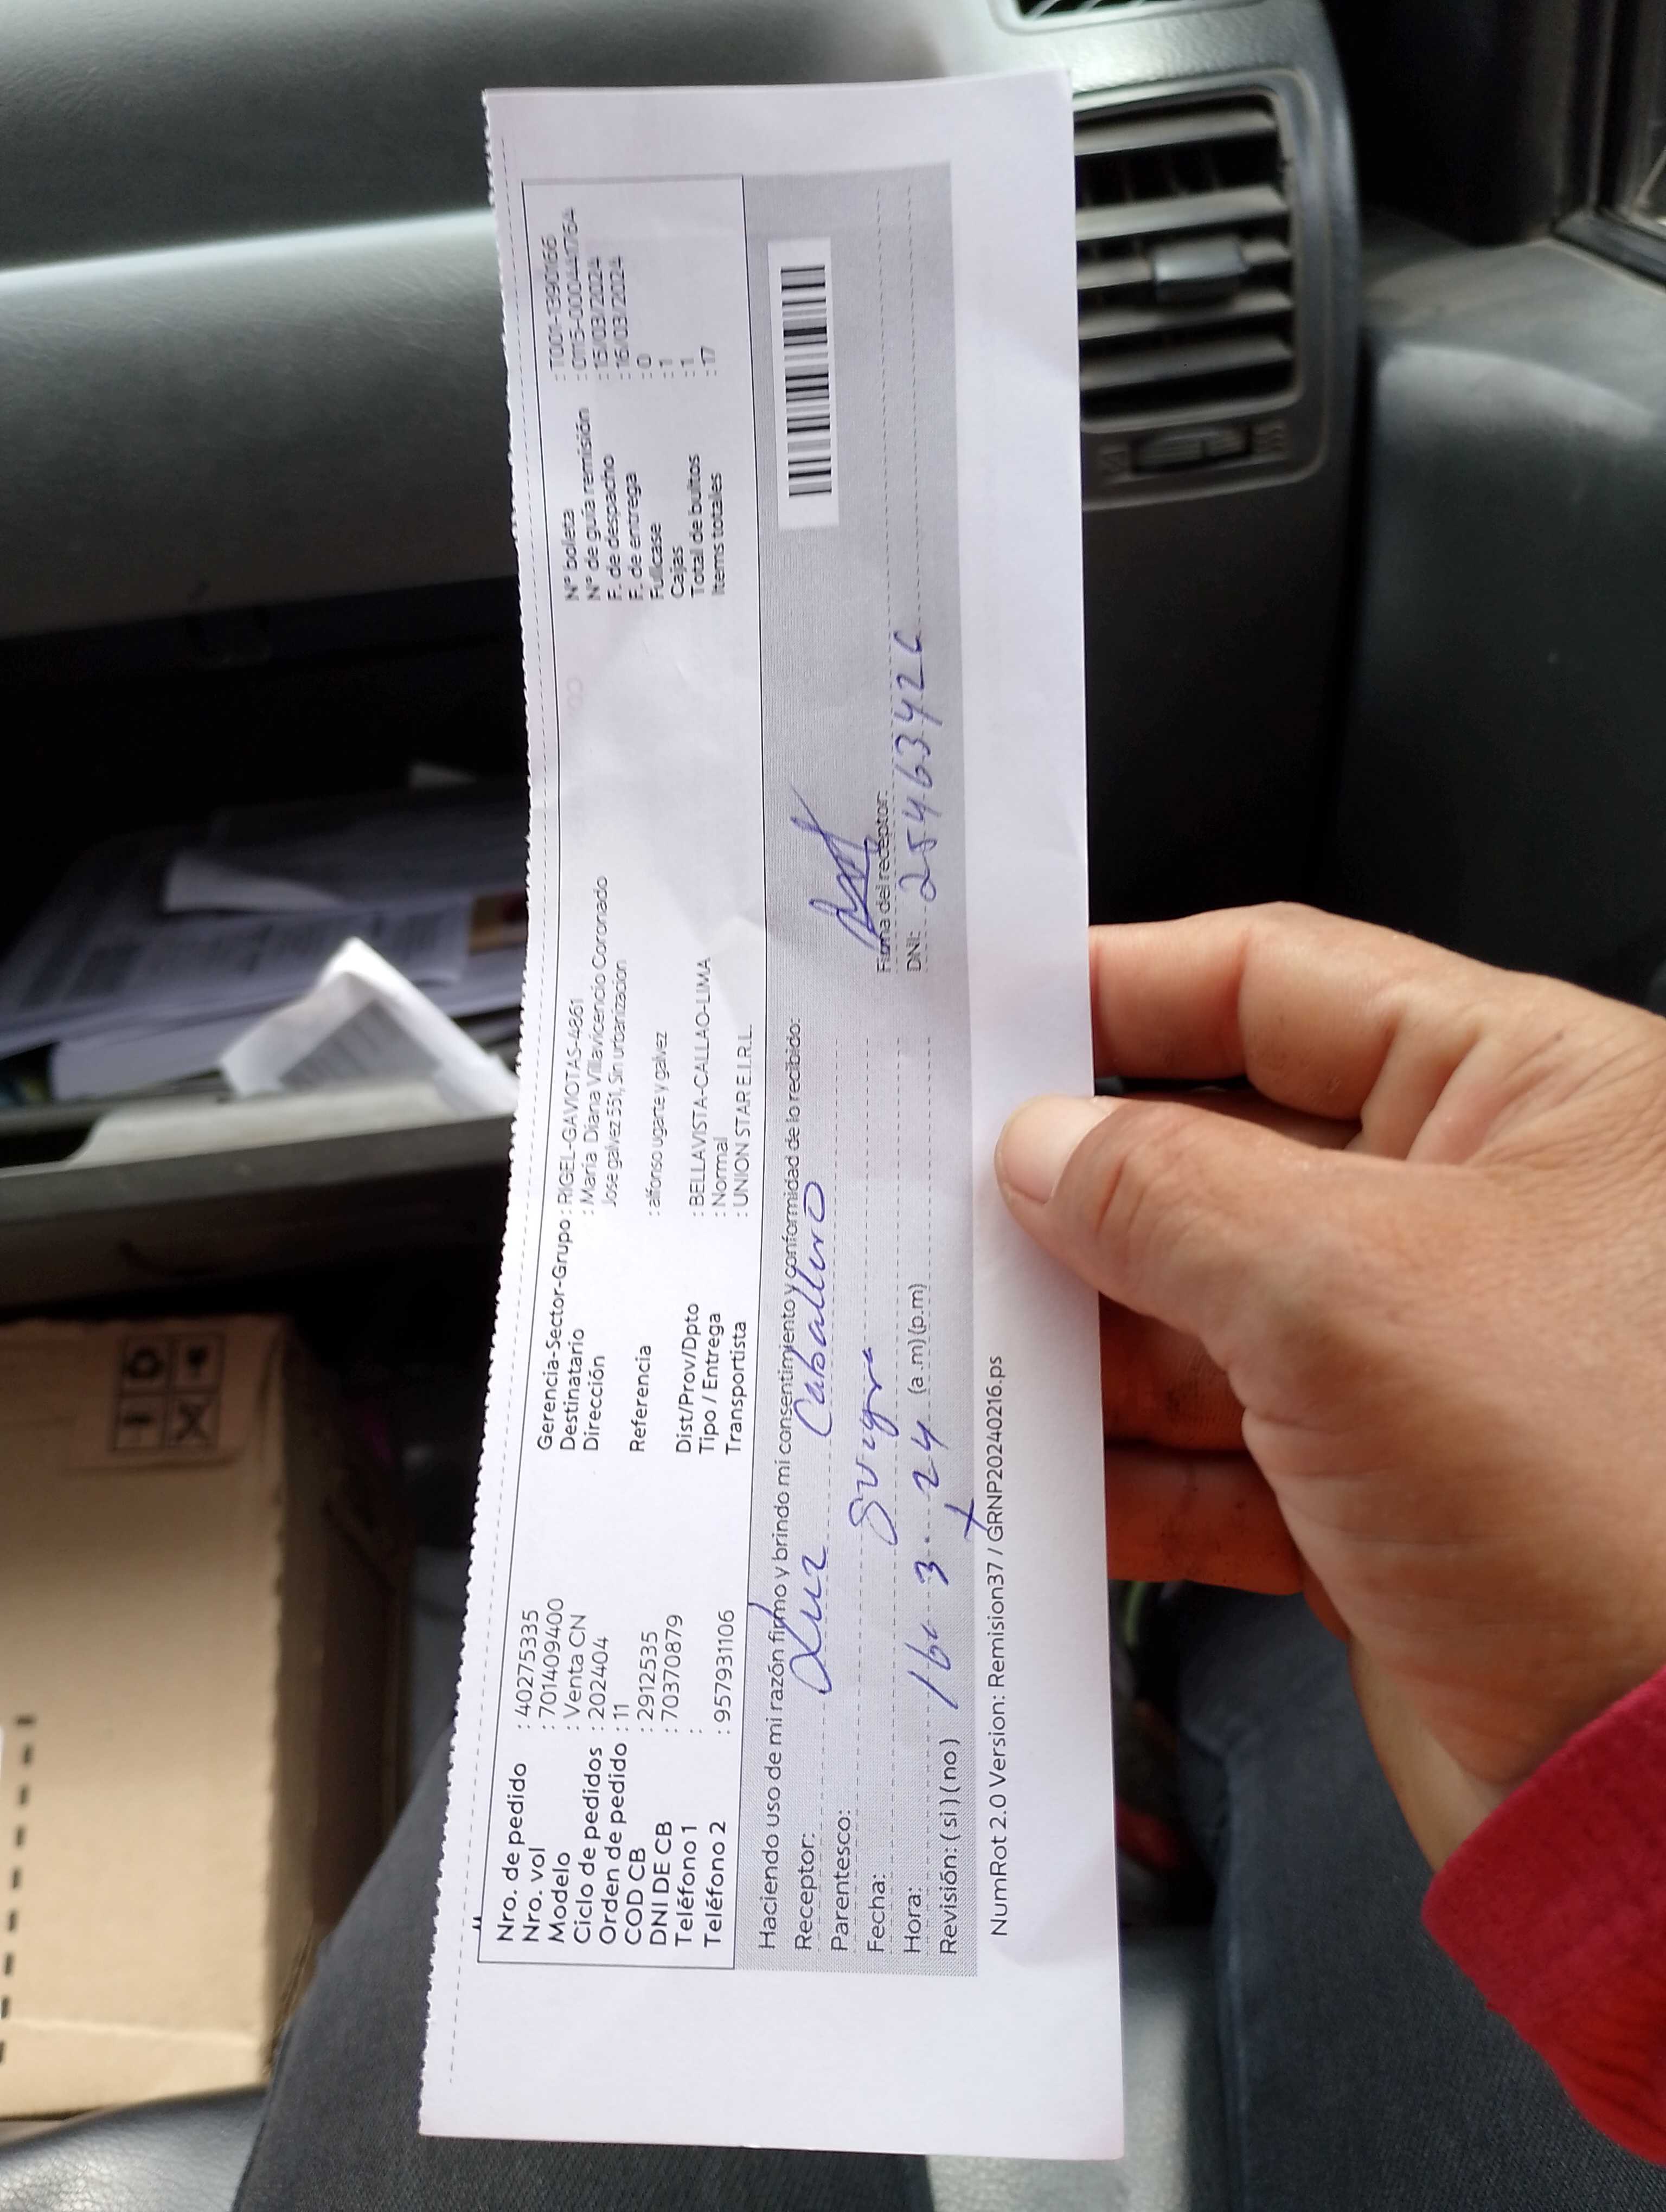 Nro. de pedido : 40275335
Nro. vol : 701409400
Modelo : Venta CN
Ciclo de pedidos : 202404
Orden de pedido : 11
COD CB : 2912535
DNI DE CB : 70370879
Teléfono 1 :
Teléfono 2 : 957931106
Gerencia-Sector-Grupo : RIGEL-GAVIOTAS-4861
Destinatario : Maria Diana Villavicencio Coronado
Dirección Jose galvez 551, Sin urbanizacion
Referencia : alfonso ugarte y galvez
Dist/Prov/Dpto : BELLAVISTA-CALLAO-LIMA
Tipo / Entrega : Normal
Transportista : UNION STAR E.I.R.L.
N° boleta : T001-1390166
N° de guía remisión
F. de despacho : 15/03/2024
F. de entrega : 16/03/2024
Fullcase : 0
Cajas : 1
Total de bultos : 1
Items totales : 17
Haciendo uso de mi razón firmo y brindo mi consentimiento y conformidad de lo recibido:
Receptor: Luz Caballero
Parentesco: Suegra
Fecha: 16 3 24
Hora: (a.m)(p.m)
Revisión: (si) (no)
Firma del receptor:
DNI: 25463426
NumRot 2.0 Version: Remision37 / GRNP20240216.ps